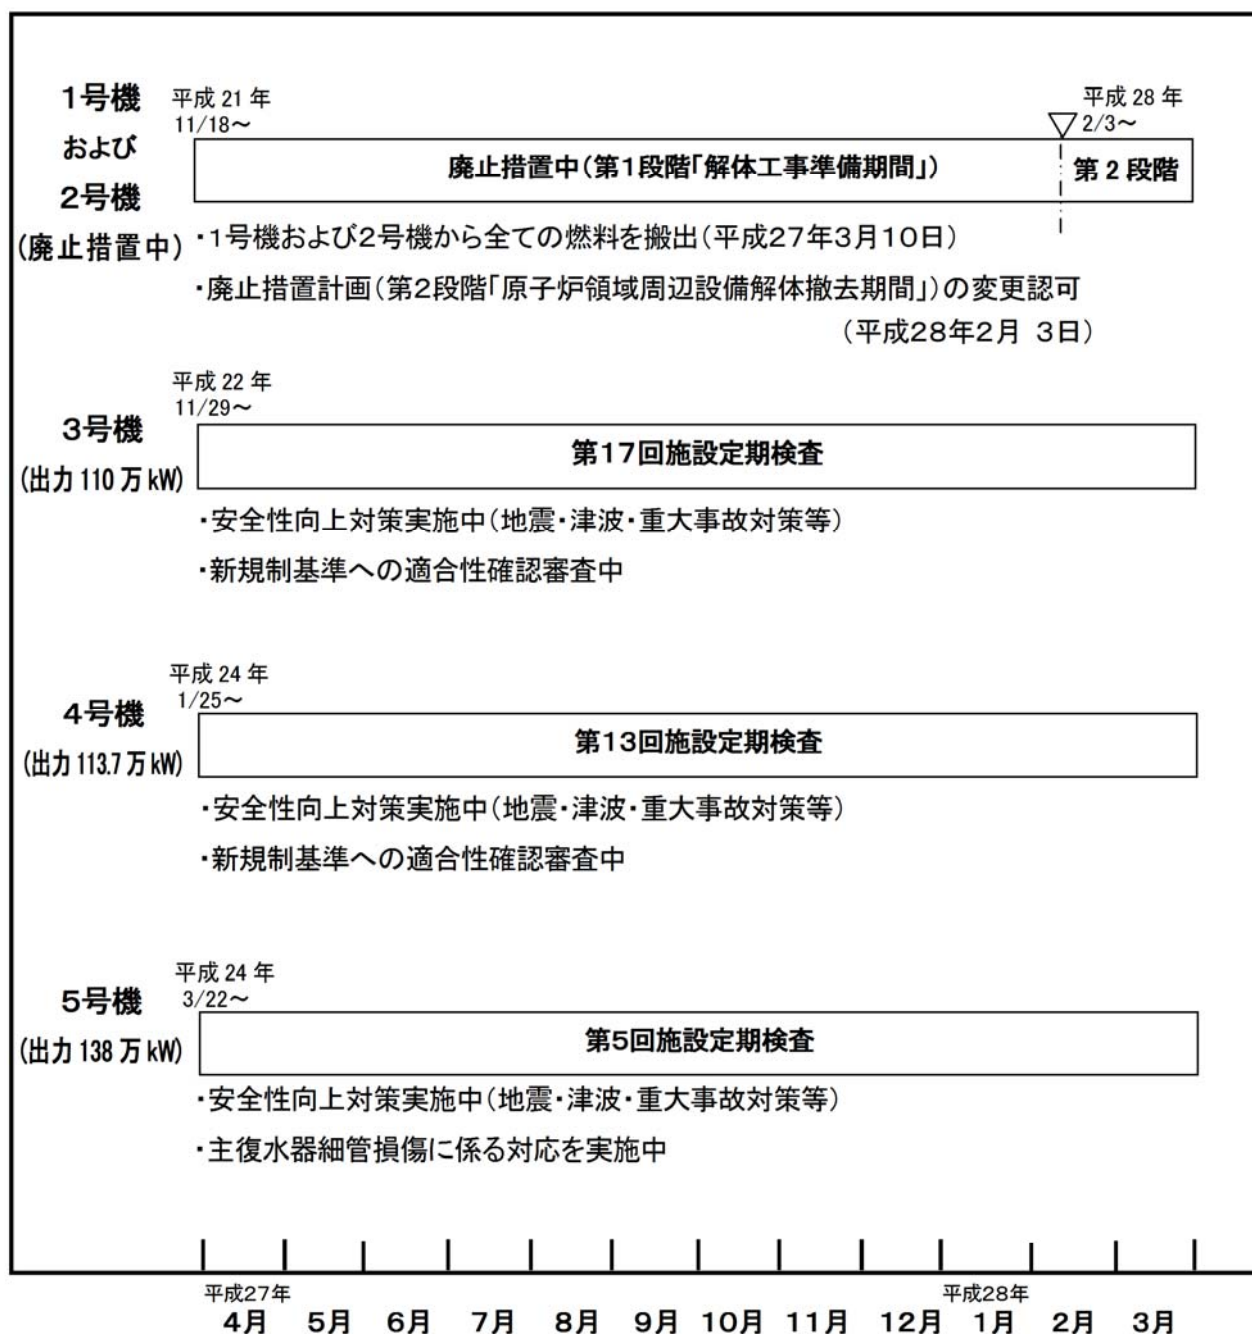 1号機
および
2号機
(廃止措置中)
平成 21 年
11/18～
平成 28 年
2/3～
廃止措置中(第1段階「解体工事準備期間」)
第 2 段階
・1号機および2号機から全ての燃料を搬出(平成27年3月10日)
・廃止措置計画(第2段階「原子炉領域周辺設備解体撤去期間」)の変更認可
(平成28年2月 3日)
平成 22 年
11/29～
3号機
(出力 110 万 kW)
第17回施設定期検査
・安全性向上対策実施中(地震・津波・重大事故対策等)
・新規制基準への適合性確認審査中
平成 24 年
1/25～
4号機
(出力 113.7 万 kW)
第13回施設定期検査
・安全性向上対策実施中(地震・津波・重大事故対策等)
・新規制基準への適合性確認審査中
平成 24 年
3/22～
5号機
(出力 138 万 kW)
第5回施設定期検査
・安全性向上対策実施中(地震・津波・重大事故対策等)
・主復水器細管損傷に係る対応を実施中
平成27年 平成28年
4月 5月 6月 7月 8月 9月 10月 11月 12月 1月 2月 3月